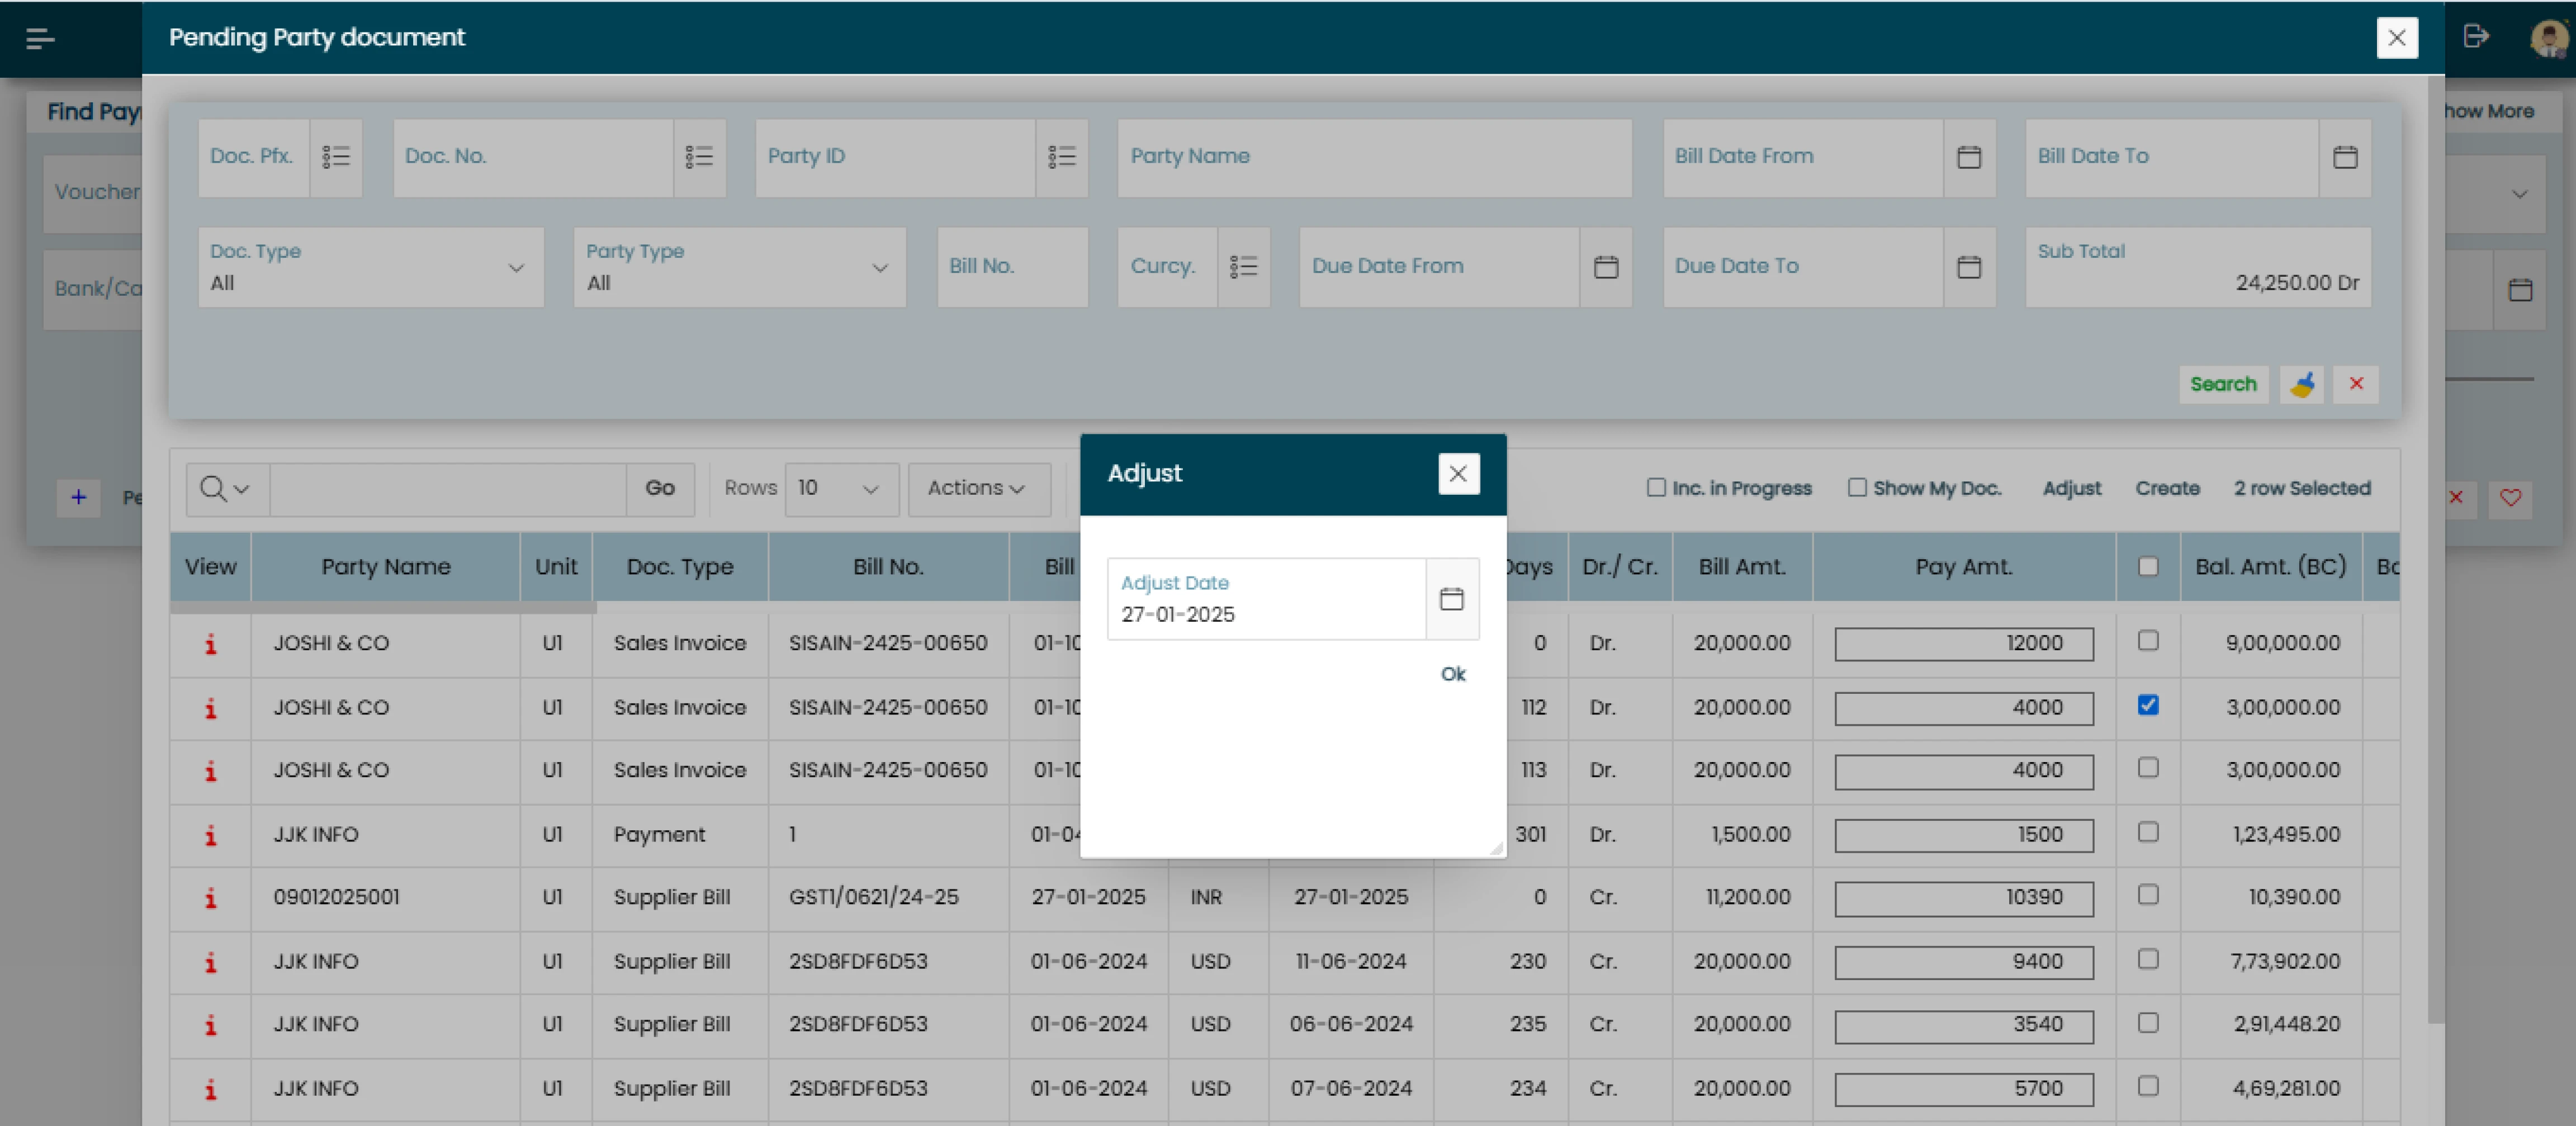 Pending Party document
Find Pay
how More
Doc. Pfx. Doc. No. Party ID Party Name Bill Date From Bill Date To
Voucher
Doc. Type Party Type Bill No. Curcy. Due Date From Due Date To Sub Total
All All 24,250.00 Dr
Bank/Ca
Search
Go Rows 10 Actions Inc. in Progress Show My Doc. Adjust Create 2 row Selected
+ Pe
Adjust
Adjust Date
27-01-2025
Ok
View Party Name Unit Doc. Type Bill No. Bill Days Dr./ Cr. Bill Amt. Pay Amt. Bal. Amt. (BC) Ba
i JOSHI & CO U1 Sales Invoice SISAIN-2425-00650 01-10 0 Dr. 20,000.00 12000 9,00,000.00
i JOSHI & CO U1 Sales Invoice SISAIN-2425-00650 01-10 112 Dr. 20,000.00 4000 3,00,000.00
i JOSHI & CO U1 Sales Invoice SISAIN-2425-00650 01-10 113 Dr. 20,000.00 4000 3,00,000.00
i JJK INFO U1 Payment 1 01-04 301 Dr. 1,500.00 1500 1,23,495.00
i 09012025001 U1 Supplier Bill GST1/0621/24-25 27-01-2025 INR 27-01-2025 0 Cr. 11,200.00 10390 10,390.00
i JJK INFO U1 Supplier Bill 2SD8FDF6D53 01-06-2024 USD 11-06-2024 230 Cr. 20,000.00 9400 7,73,902.00
i JJK INFO U1 Supplier Bill 2SD8FDF6D53 01-06-2024 USD 06-06-2024 235 Cr. 20,000.00 3540 2,91,448.20
i JJK INFO U1 Supplier Bill 2SD8FDF6D53 01-06-2024 USD 07-06-2024 234 Cr. 20,000.00 5700 4,69,281.00